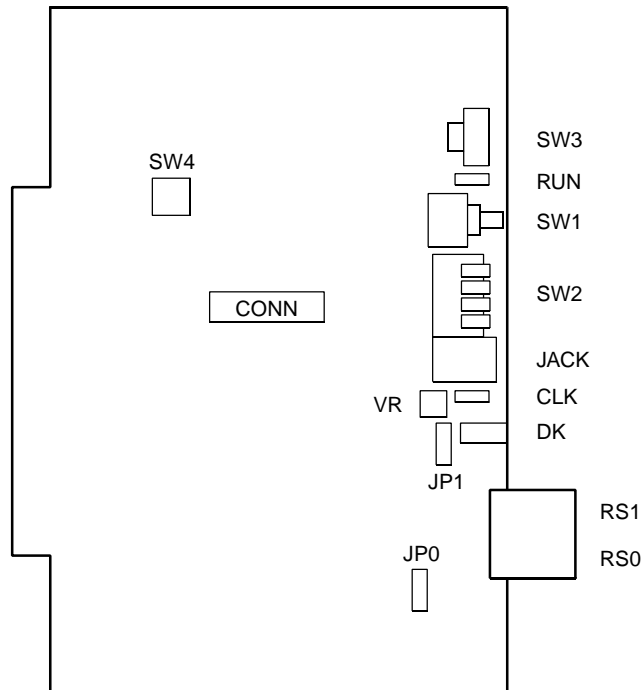 SW3
SW4
RUN
SW1
SW2
CONN
JACK
CLK
VR
DK
JP1
RS1
JP0
RS0